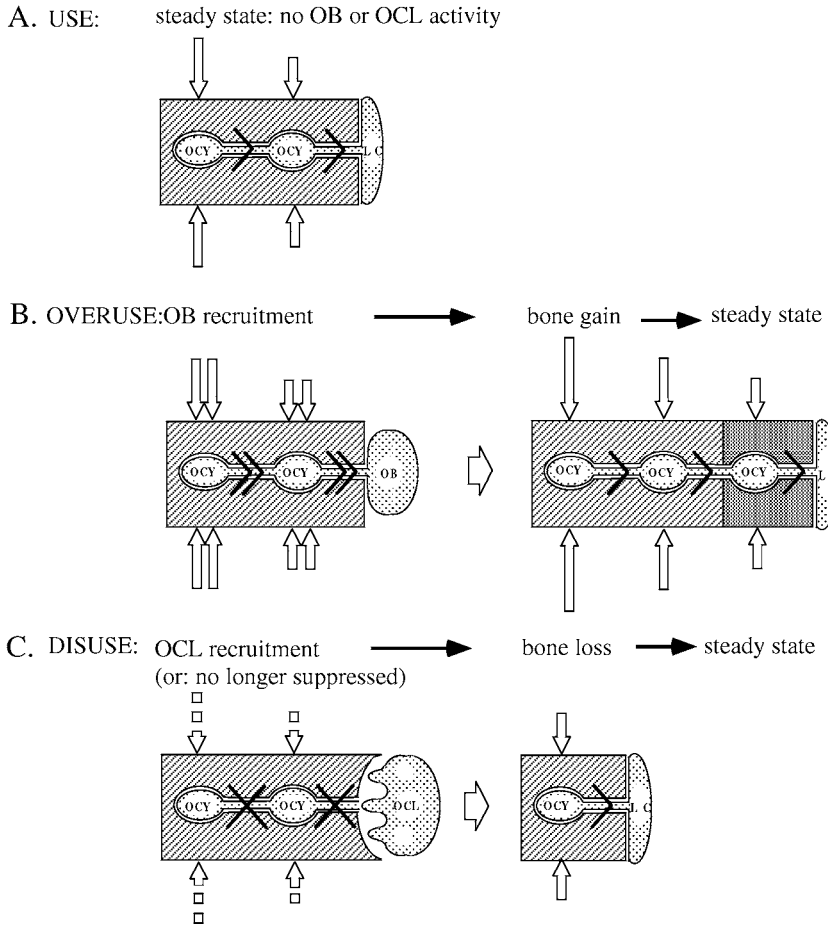 A. USE: steady state: no OB or OCL activity
OCY OCY L C
B. OVERUSE:OB recruitment bone gain steady state
OCY OCY OB OCY OCY OCY L
C. DISUSE: OCL recruitment bone loss steady state
(or: no longer suppressed)
OCY OCY OCL OCY L C